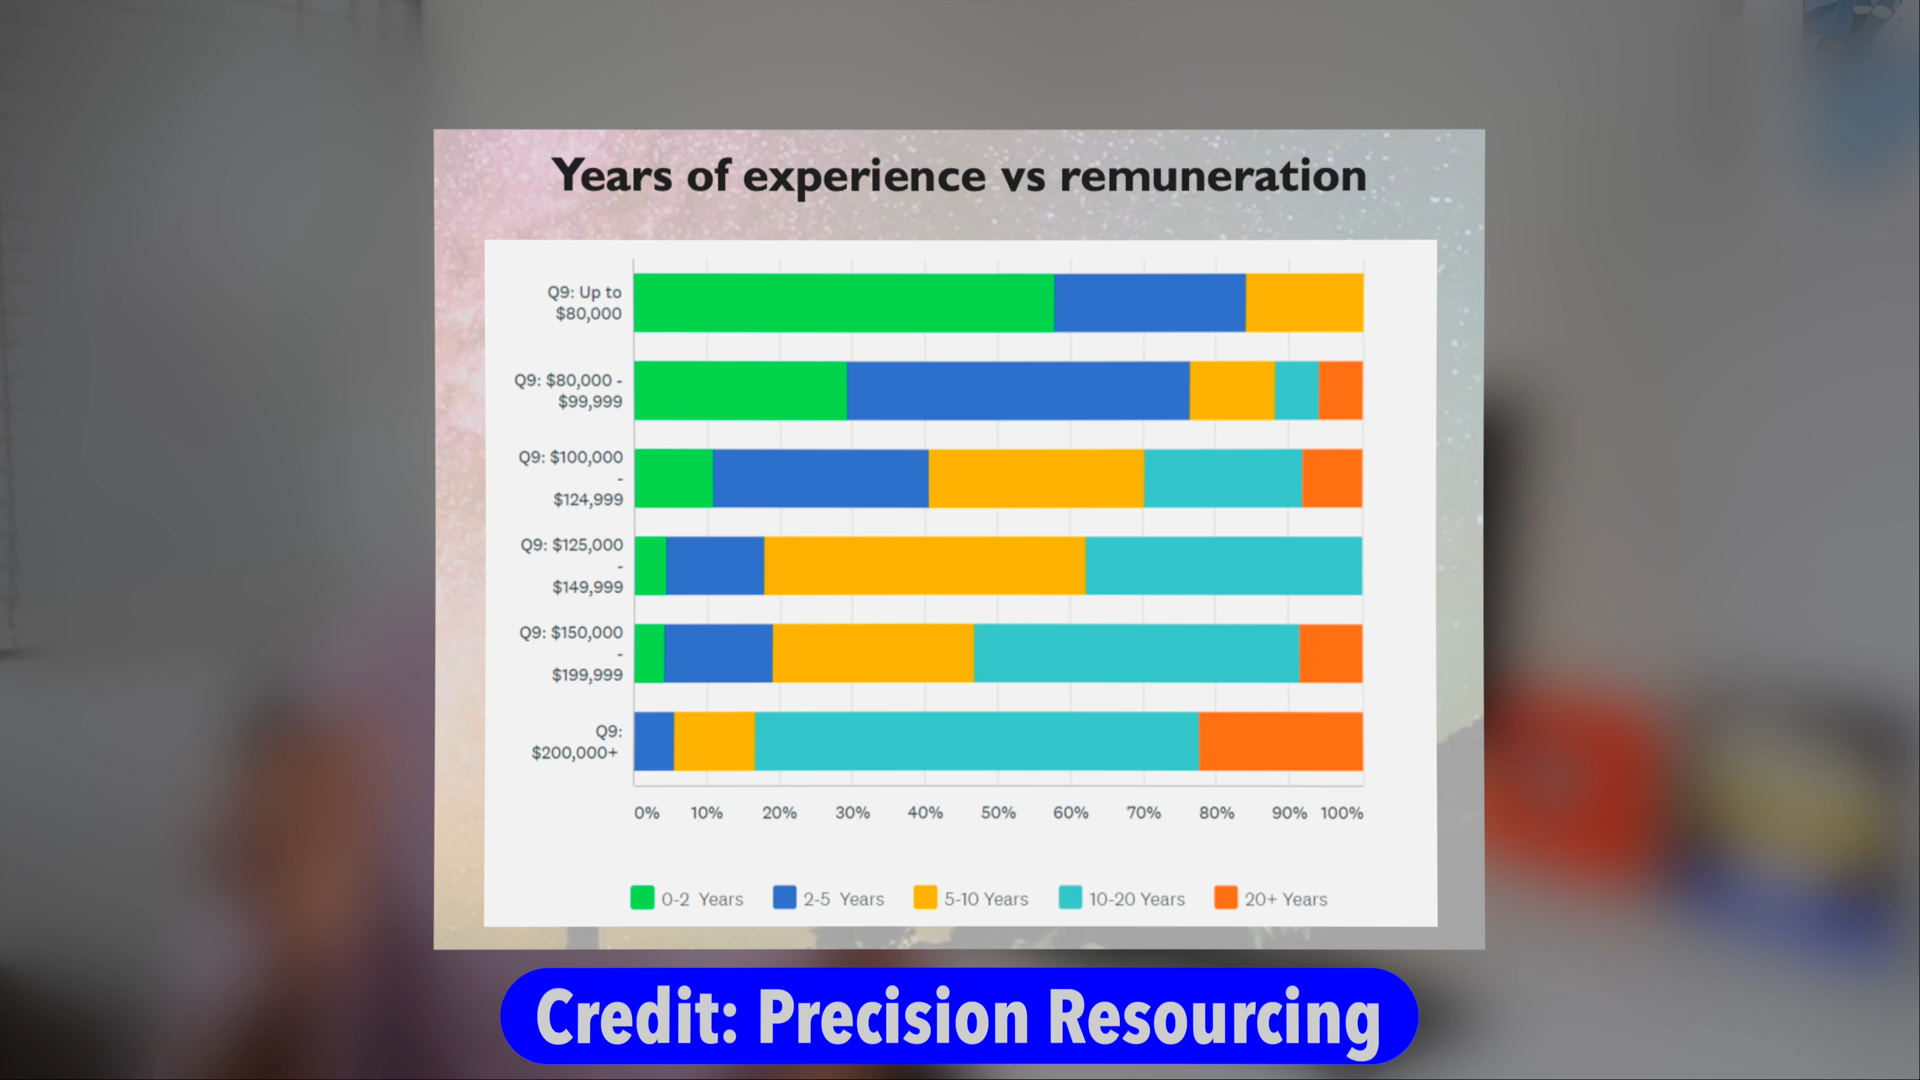 Years of experience vs remuneration
Q9: Up to
$80,000
Q9: $80,000 -
$99,999
Q9: $100,000
-
$124,999
Q9: $125,000
-
$149,999
Q9: $150,000
-
$199,999
Q9:
$200,000+
0% 10% 20% 30% 40% 50% 60% 70% 80% 90% 100%
0-2 Years 2-5 Years 5-10 Years 10-20 Years 20+ Years
Credit: Precision Resourcing